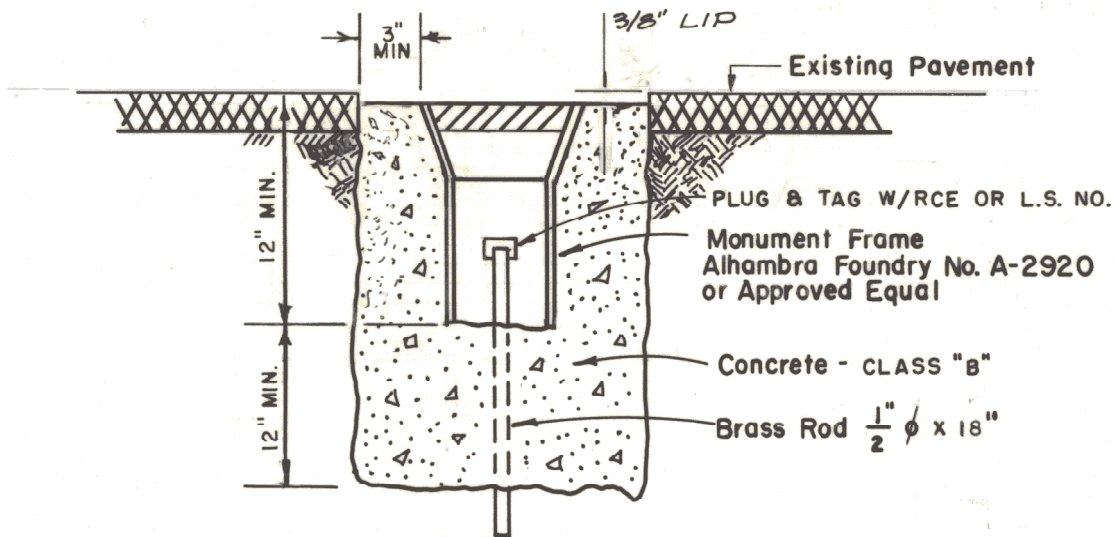 3/8" LIP
3"
MIN
Existing Pavement
12" MIN.
PLUG & TAG W/RCE OR L.S. NO.
Monument Frame
Alhambra Foundry No. A-2920
or Approved Equal
12" MIN.
Concrete - CLASS "B"
Brass Rod 1/2" ϕ x 18"